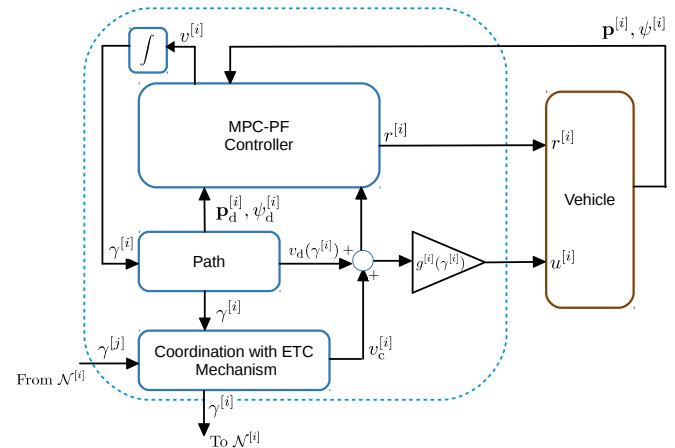 v^{[i]}
p^{[i]}, ψ^{[i]}
∫
MPC-PF
Controller
r^{[i]}
r^{[i]}
Vehicle
p_d^{[i]}, ψ_d^{[i]}
γ^{[i]}
Path
v_d(γ^{[i]})
+
+
g^{[i]}(γ^{[i]})
u^{[i]}
γ^{[i]}
γ^{[j]}
Coordination with ETC
Mechanism
v_c^{[i]}
From 𝒩^{[i]}
γ^{[i]}
To 𝒩^{[i]}